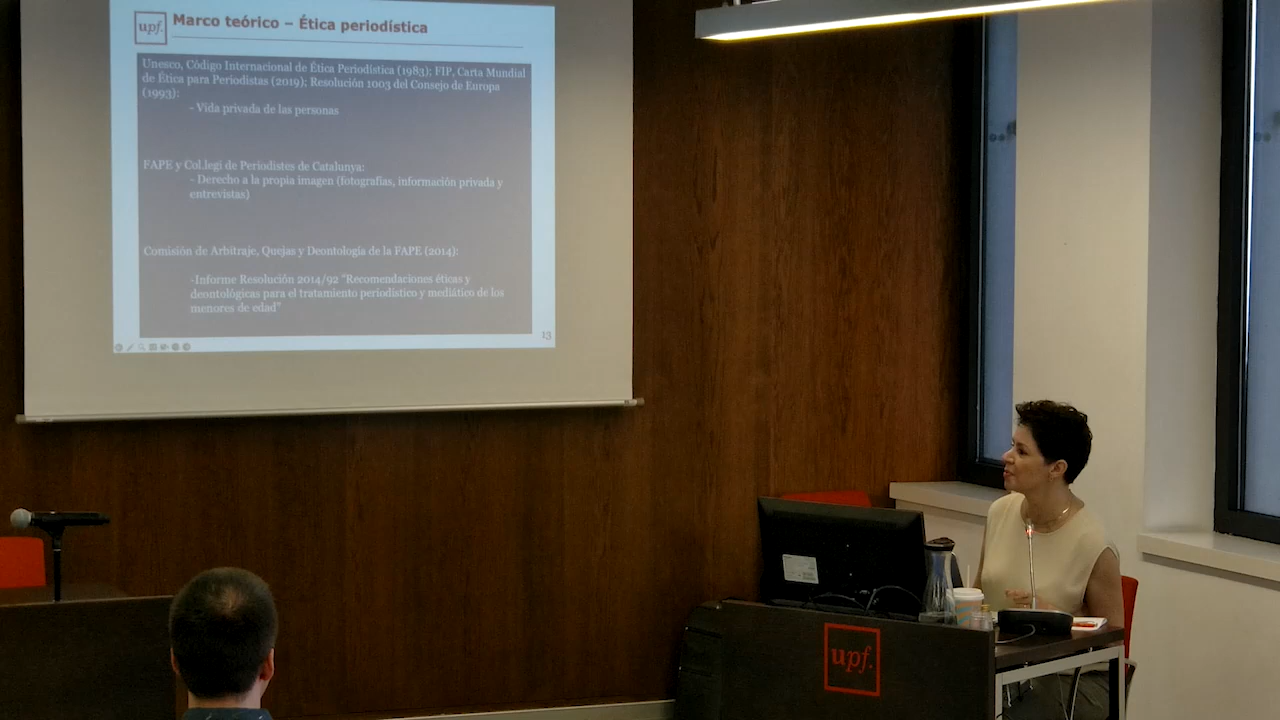 upf.
Marco teórico – Ética periodística
Unesco, Código Internacional de Ética Periodística (1983); FIP, Carta Mundial
de Ética para Periodistas (2019); Resolución 1003 del Consejo de Europa
(1993):
- Vida privada de las personas
FAPE y Col.legi de Periodistes de Catalunya:
- Derecho a la propia imagen (fotografías, información privada y
entrevistas)
Comisión de Arbitraje, Quejas y Deontología de la FAPE (2014):
-Informe Resolución 2014/92 "Recomendaciones éticas y
deontológicas para el tratamiento periodístico y mediático de los
menores de edad"
13
upf.